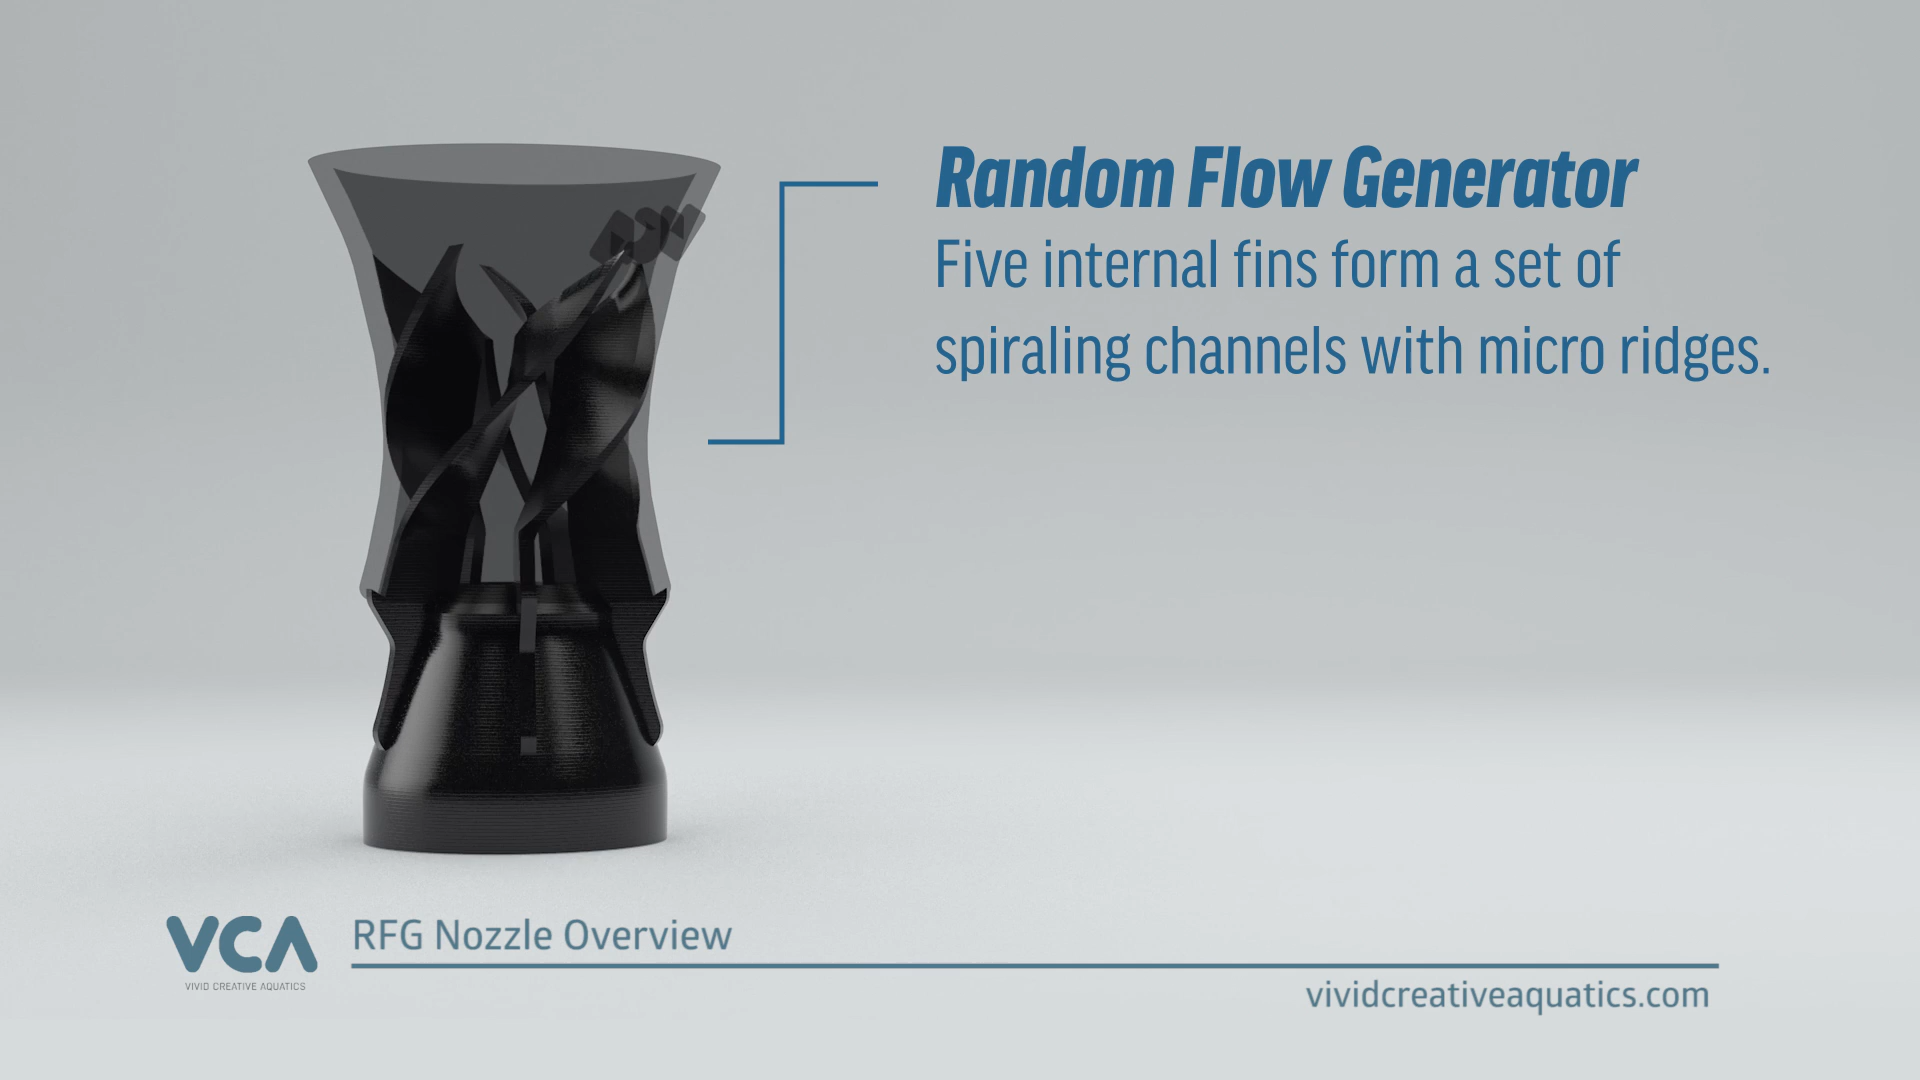 Random Flow Generator
Five internal fins form a set of
spiraling channels with micro ridges.
VCA
VIVID CREATIVE AQUATICS
RFG Nozzle Overview
vividcreativeaquatics.com